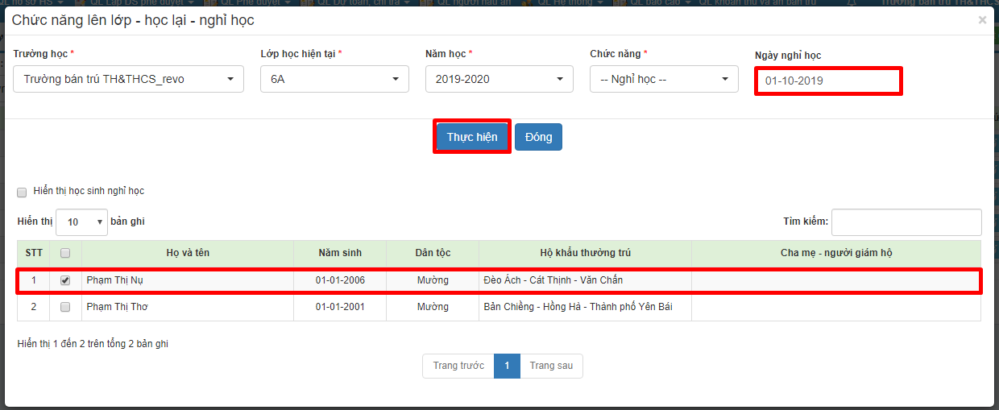 QL hồ sơ HS QL Lập DS phê duyệt QL Phê duyệt QL Dự toán, chi trả QL người nấu ăn QL Hệ thống QL báo cáo QL khoản thu và ăn bán trú Trường bán trú TH&THCS
Chức năng lên lớp - học lại - nghỉ học ×
Trường học * Lớp học hiện tại * Năm học * Chức năng * Ngày nghỉ học
Trường bán trú TH&THCS_revo 6A 2019-2020 -- Nghỉ học -- 01-10-2019
Thực hiện Đóng
Hiển thị học sinh nghỉ học
Hiển thị 10 bản ghi Tìm kiếm:
STT Họ và tên Năm sinh Dân tộc Hộ khẩu thường trú Cha mẹ - người giám hộ
1 Phạm Thị Nụ 01-01-2006 Mường Đèo Ách - Cát Thịnh - Văn Chấn
2 Phạm Thị Thơ 01-01-2001 Mường Bản Chiềng - Hồng Hà - Thành phố Yên Bái
Hiển thị 1 đến 2 trên tổng 2 bản ghi
Trang trước 1 Trang sau